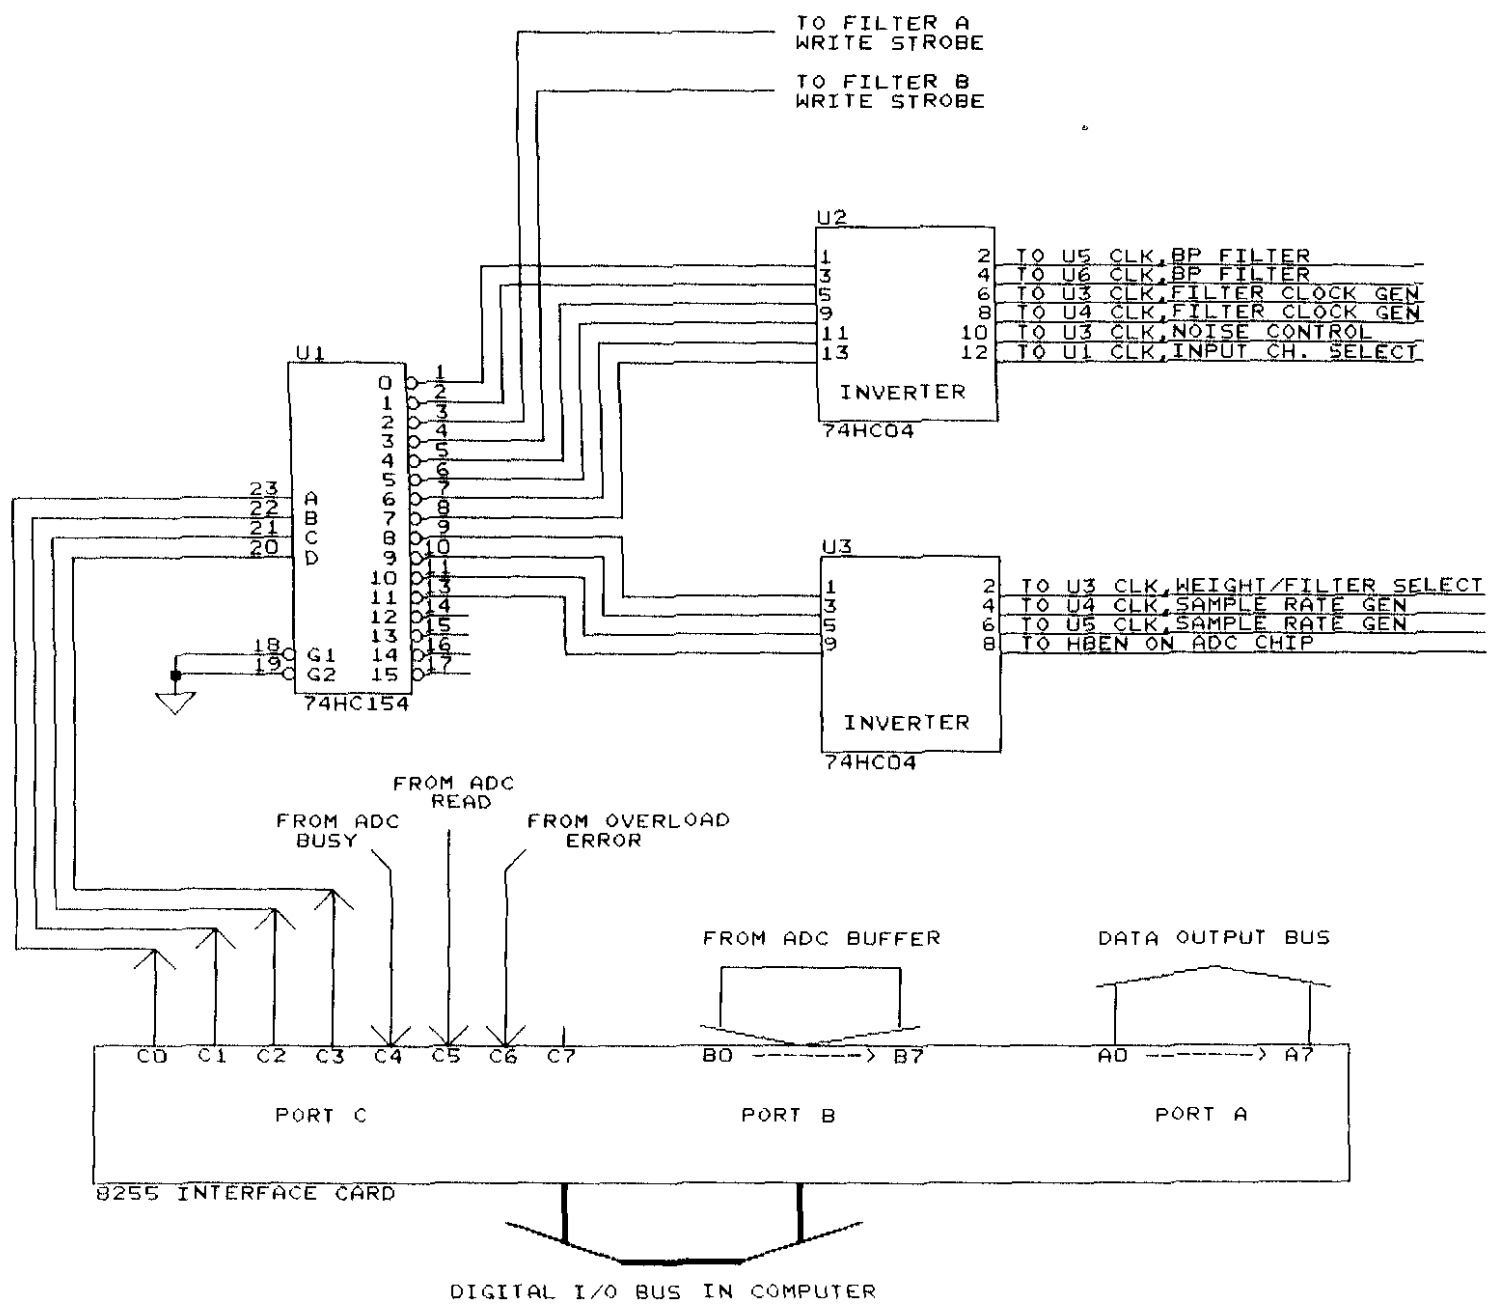 TO FILTER A
WRITE STROBE
TO FILTER B
WRITE STROBE
U2
1 2 TO U5 CLK,BP FILTER
3 4 TO U6 CLK,BP FILTER
5 6 TO U3 CLK,FILTER CLOCK GEN
9 8 TO U4 CLK,FILTER CLOCK GEN
11 10 TO U3 CLK,NOISE CONTROL
13 12 TO U1 CLK,INPUT CH. SELECT
INVERTER
74HC04
U1
0 1
1 2
2 3
3 4
4 5
5 6
23 A 6 7
22 B 7 8
21 C 8 9
20 D 9 10
10 11
11 13
12 14
13 15
18 G1 14 16
19 G2 15 17
74HC154
U3
1 2 TO U3 CLK,WEIGHT/FILTER SELECT
3 4 TO U4 CLK,SAMPLE RATE GEN
5 6 TO U5 CLK,SAMPLE RATE GEN
9 8 TO HBEN ON ADC CHIP
INVERTER
74HC04
FROM ADC
READ
FROM ADC
BUSY
FROM OVERLOAD
ERROR
FROM ADC BUFFER
DATA OUTPUT BUS
C0 C1 C2 C3 C4 C5 C6 C7 B0 -------> B7 A0 -------> A7
PORT C PORT B PORT A
8255 INTERFACE CARD
DIGITAL I/O BUS IN COMPUTER